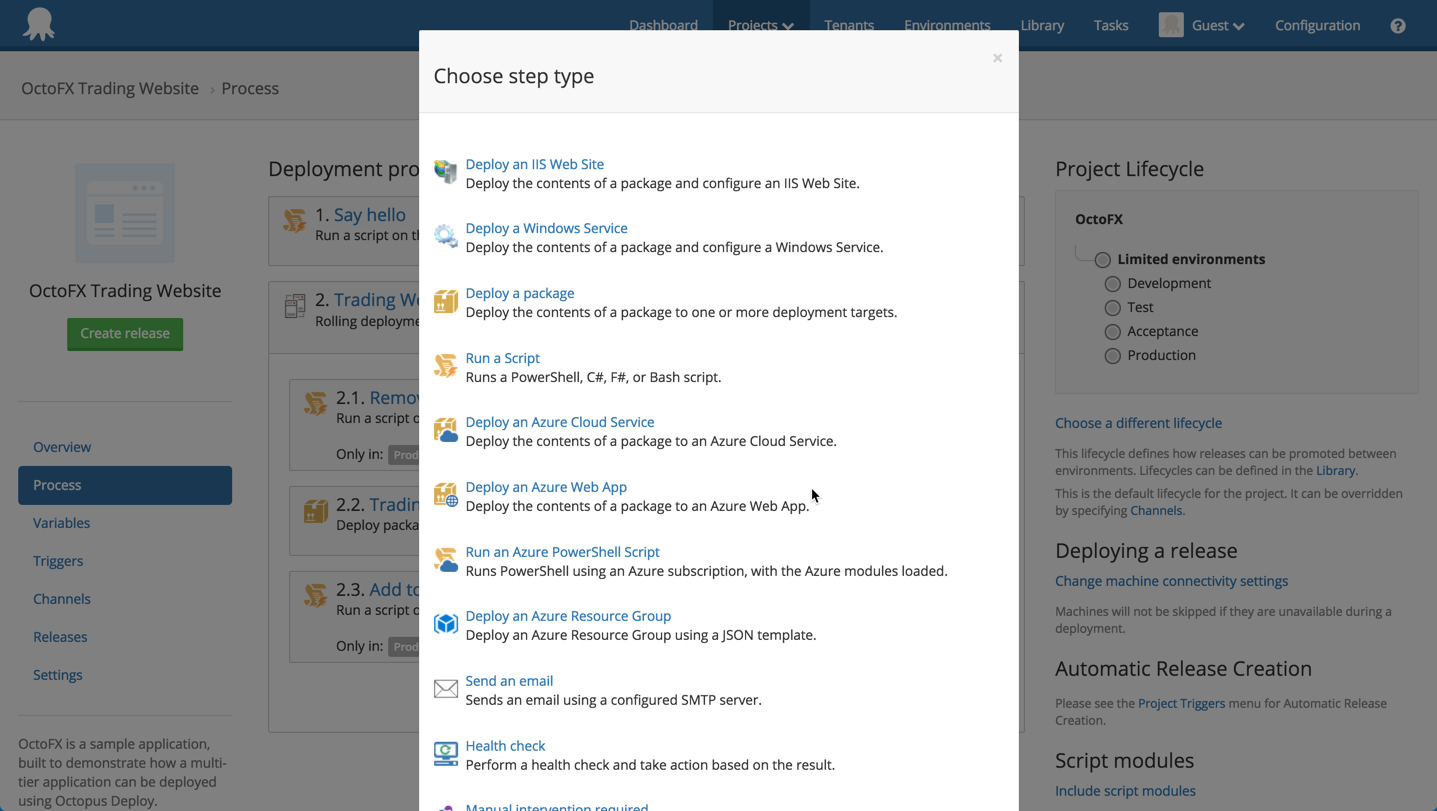 Dashboard Projects Tenants Environments Library Tasks Guest Configuration
OctoFX Trading Website › Process
OctoFX Trading Website
Create release
Overview
Process
Variables
Triggers
Channels
Releases
Settings
OctoFX is a sample application,
built to demonstrate how a multi-
tier application can be deployed
using Octopus Deploy.
Deployment pro
1. Say hello
Run a script on th
2. Trading We
Rolling deployme
2.1. Remo
Run a script o
Only in: Prod
2.2. Tradin
Deploy packa
2.3. Add to
Run a script o
Only in: Prod
Choose step type
×
Deploy an IIS Web Site
Deploy the contents of a package and configure an IIS Web Site.
Deploy a Windows Service
Deploy the contents of a package and configure a Windows Service.
Deploy a package
Deploy the contents of a package to one or more deployment targets.
Run a Script
Runs a PowerShell, C#, F#, or Bash script.
Deploy an Azure Cloud Service
Deploy the contents of a package to an Azure Cloud Service.
Deploy an Azure Web App
Deploy the contents of a package to an Azure Web App.
Run an Azure PowerShell Script
Runs PowerShell using an Azure subscription, with the Azure modules loaded.
Deploy an Azure Resource Group
Deploy an Azure Resource Group using a JSON template.
Send an email
Sends an email using a configured SMTP server.
Health check
Perform a health check and take action based on the result.
Manual intervention required
Project Lifecycle
OctoFX
Limited environments
Development
Test
Acceptance
Production
Choose a different lifecycle
This lifecycle defines how releases can be promoted between
environments. Lifecycles can be defined in the Library.
This is the default lifecycle for the project. It can be overridden
by specifying Channels.
Deploying a release
Change machine connectivity settings
Machines will not be skipped if they are unavailable during a
deployment.
Automatic Release Creation
Please see the Project Triggers menu for Automatic Release
Creation.
Script modules
Include script modules